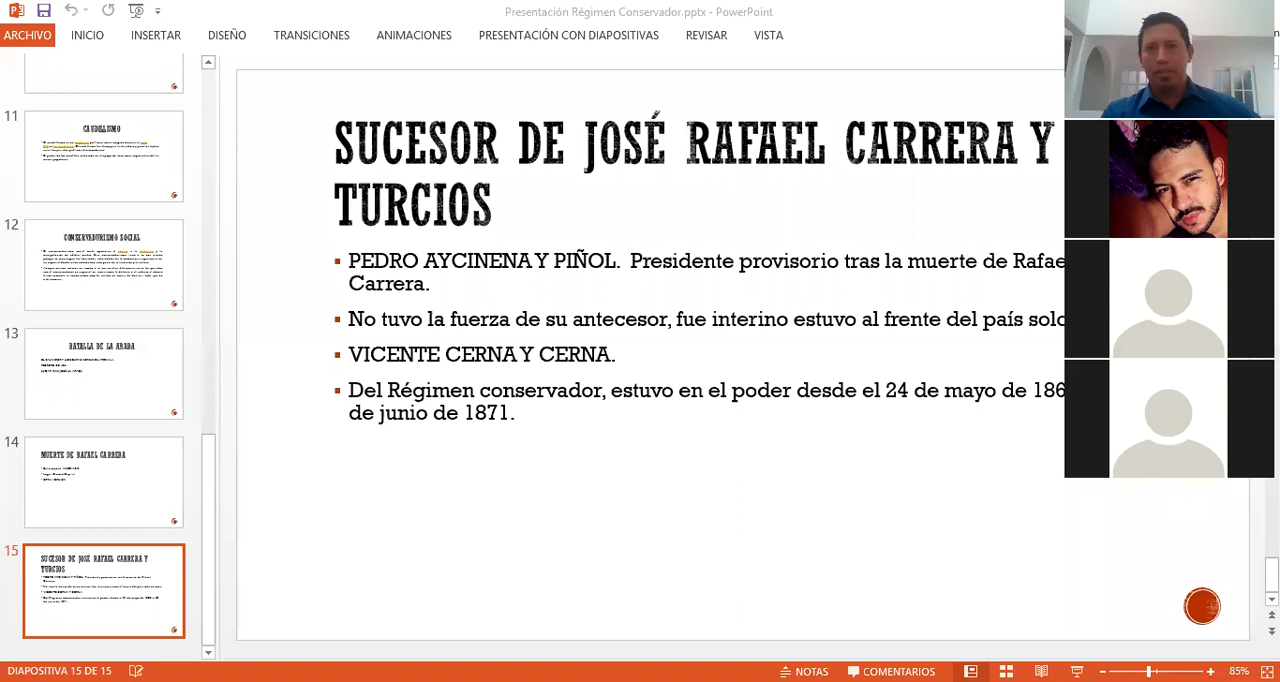 Presentación Régimen Conservador.pptx - PowerPoint
ARCHIVO INICIO INSERTAR DISEÑO TRANSICIONES ANIMACIONES PRESENTACIÓN CON DIAPOSITIVAS REVISAR VISTA
11
CAUDILLISMO
12
CONSERVADURISMO SOCIAL
13
BATALLA DE LA ARADA
14
MUERTE DE RAFAEL CARRERA
15
SUCESOR DE JOSÉ RAFAEL CARRERA Y
TURCIOS
SUCESOR DE JOSÉ RAFAEL CARRERA Y
TURCIOS
PEDRO AYCINENA Y PIÑOL. Presidente provisorio tras la muerte de Rafae
Carrera.
No tuvo la fuerza de su antecesor, fue interino estuvo al frente del país solo
VICENTE CERNA Y CERNA.
Del Régimen conservador, estuvo en el poder desde el 24 de mayo de 186
de junio de 1871.
DIAPOSITIVA 15 DE 15 NOTAS COMENTARIOS 85%